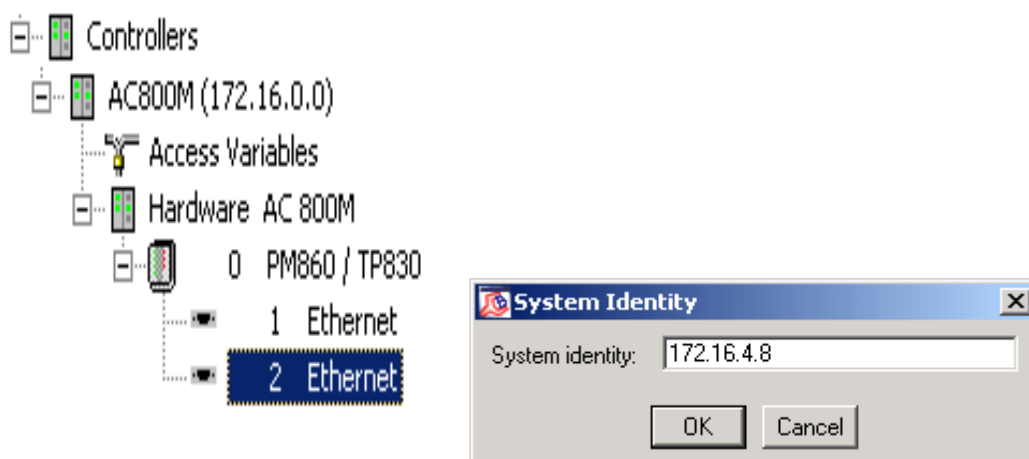 Controllers
AC800M (172.16.0.0)
Access Variables
Hardware AC 800M
0 PM860 / TP830
1 Ethernet
2 Ethernet
System Identity
System identity: 172.16.4.8
OK Cancel